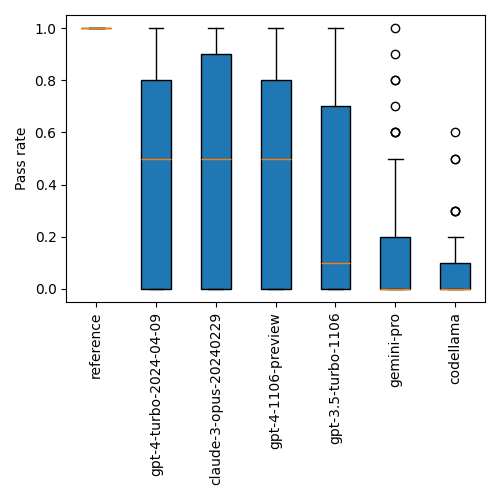 Pass rate
1.0
0.8
0.6
0.4
0.2
0.0
reference
gpt-4-turbo-2024-04-09
claude-3-opus-20240229
gpt-4-1106-preview
gpt-3.5-turbo-1106
gemini-pro
codellama